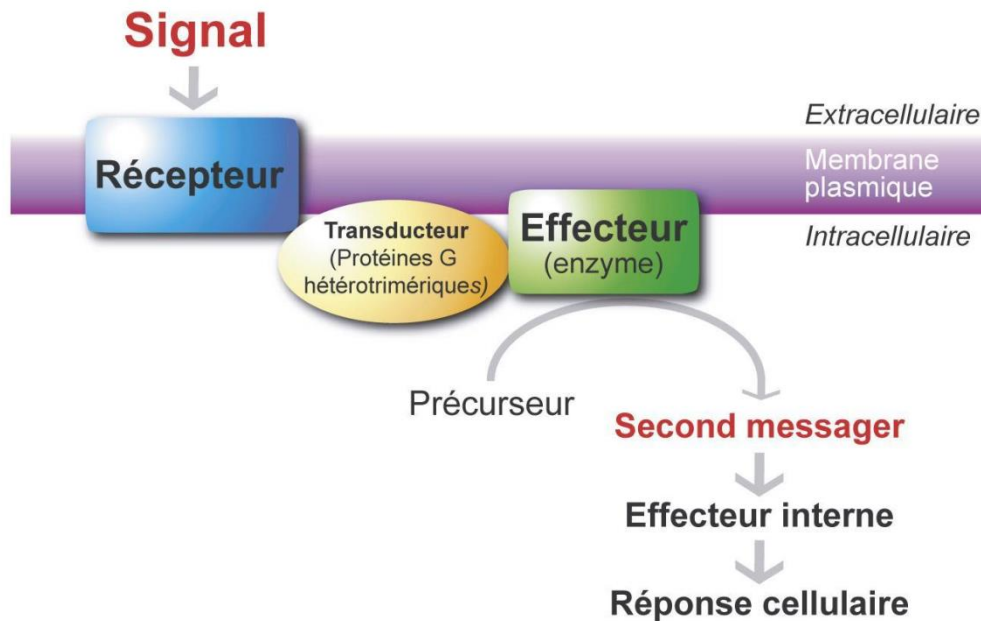 Signal
Extracellulaire
Récepteur
Membrane
plasmique
Transducteur
(Protéines G
hétérotrimériques)
Effecteur
(enzyme)
Intracellulaire
Précurseur
Second messager
Effecteur interne
Réponse cellulaire